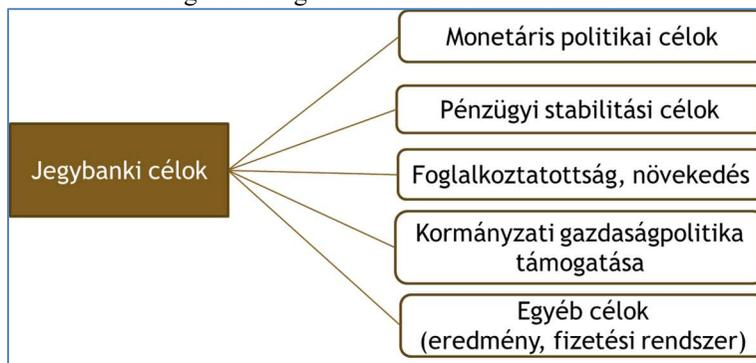 Jegybanki célok
Monetáris politikai célok
Pénzügyi stabilitási célok
Foglalkoztatottság, növekedés
Kormányzati gazdaságpolitika
támogatása
Egyéb célok
(eredmény, fizetési rendszer)